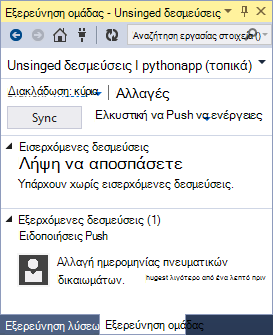 Εξερεύνηση ομάδας - Unsinged δεσμεύσεις
Αναζήτηση εργασίας στοιχείο ()
Unsinged δεσμεύσεις | pythonapp (τοπικά)
Διακλάδωση: κύρια Αλλαγές
Sync Ελκυστική να Push να ενέργειες
Εισερχόμενες δεσμεύσεις
Λήψη να αποσπάσετε
Υπάρχουν χωρίς εισερχόμενες δεσμεύσεις.
Εξερχόμενες δεσμεύσεις (1)
Ειδοποιήσεις Push
Αλλαγή ημερομηνίας πνευματικών
δικαιωμάτων. hugest λιγότερο από ένα λεπτό πριν
Εξερεύνηση λύσεω Εξερεύνηση ομάδας